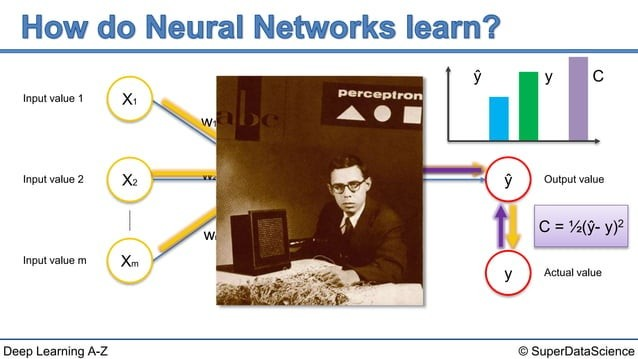 How do Neural Networks learn?
ŷ y C
Input value 1
X1
W1
abc
perceptron
Input value 2
X2
ŷ
Output value
C = ½(ŷ- y)²
Input value m
Xm
y
Actual value
Deep Learning A-Z
© SuperDataScience